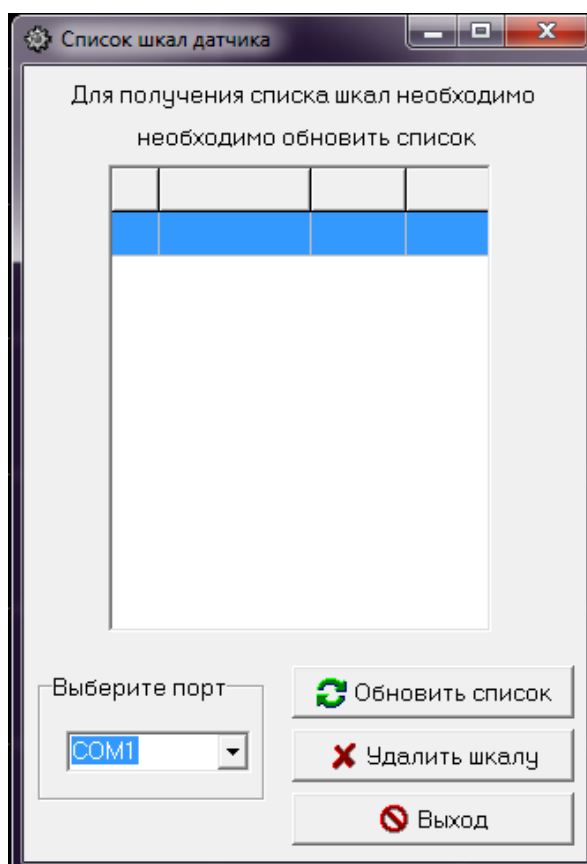 Список шкал датчика
Для получения списка шкал необходимо
необходимо обновить список
Выберите порт
COM1
Обновить список
Удалить шкалу
Выход